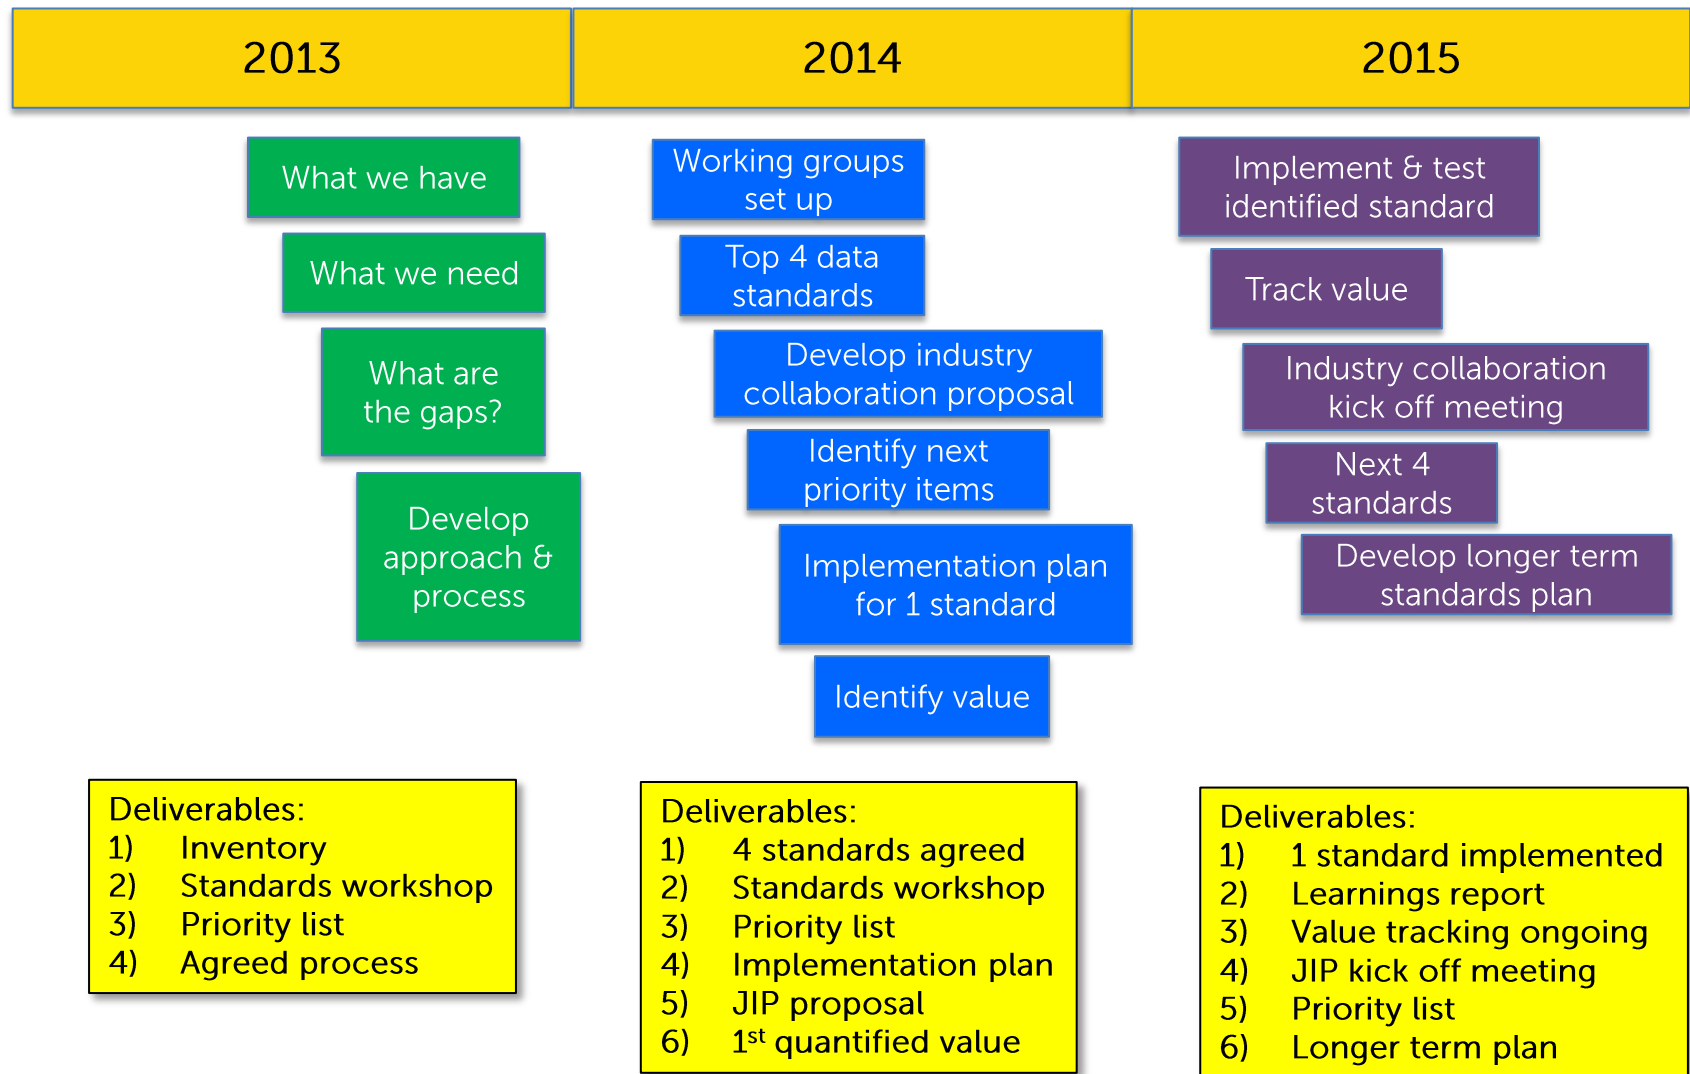 2013
2014
2015
What we have
What we need
What are
the gaps?
Develop
approach &
process
Working groups
set up
Top 4 data
standards
Develop industry
collaboration proposal
Identify next
priority items
Implementation plan
for 1 standard
Identify value
Implement & test
identified standard
Track value
Industry collaboration
kick off meeting
Next 4
standards
Develop longer term
standards plan
Deliverables:
1) Inventory
2) Standards workshop
3) Priority list
4) Agreed process
Deliverables:
1) 4 standards agreed
2) Standards workshop
3) Priority list
4) Implementation plan
5) JIP proposal
6) 1st quantified value
Deliverables:
1) 1 standard implemented
2) Learnings report
3) Value tracking ongoing
4) JIP kick off meeting
5) Priority list
6) Longer term plan